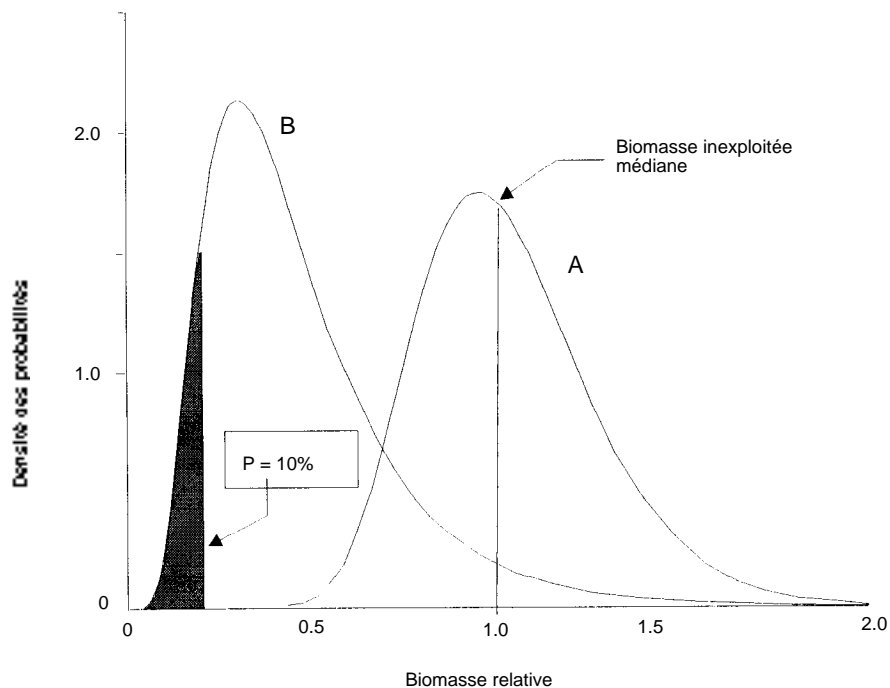 2.0
B
Biomasse inexploitée
médiane
A
Densité des probabilités
1.0
P = 10%
0
0
0.5
1.0
1.5
2.0
Biomasse relative